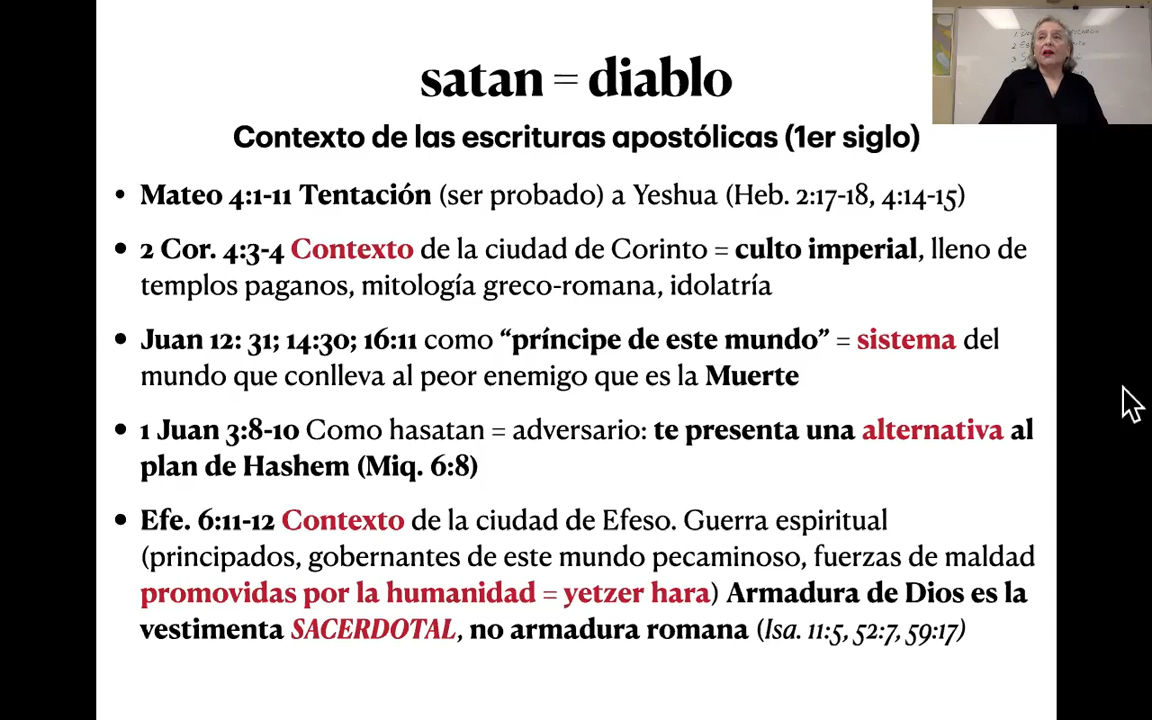 satan = diablo
Contexto de las escrituras apostólicas (1er siglo)
• Mateo 4:1-11 Tentación (ser probado) a Yeshua (Heb. 2:17-18, 4:14-15)
• 2 Cor. 4:3-4 Contexto de la ciudad de Corinto = culto imperial, lleno de
templos paganos, mitología greco-romana, idolatría
• Juan 12: 31; 14:30; 16:11 como “príncipe de este mundo” = sistema del
mundo que conlleva al peor enemigo que es la Muerte
• 1 Juan 3:8-10 Como hasatan = adversario: te presenta una alternativa al
plan de Hashem (Miq. 6:8)
• Efe. 6:11-12 Contexto de la ciudad de Efeso. Guerra espiritual
(principados, gobernantes de este mundo pecaminoso, fuerzas de maldad
promovidas por la humanidad = yetzer hara) Armadura de Dios es la
vestimenta SACERDOTAL, no armadura romana (Isa. 11:5, 52:7, 59:17)